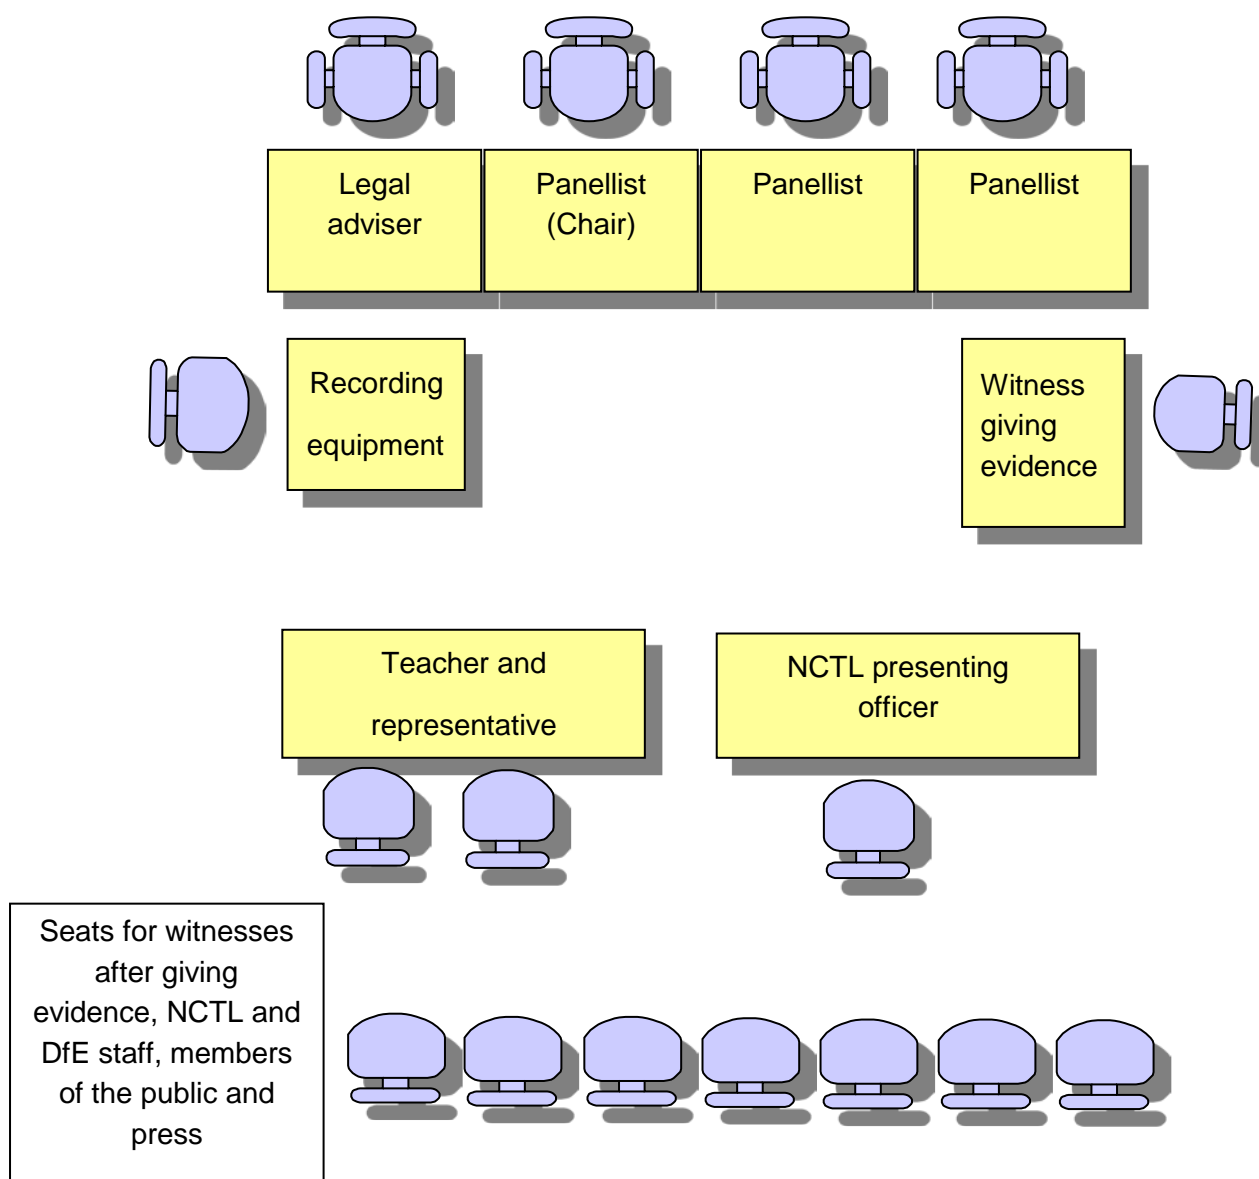 Legal
adviser
Panellist
(Chair)
Panellist
Panellist
Recording
equipment
Witness
giving
evidence
Teacher and
representative
NCTL presenting
officer
Seats for witnesses
after giving
evidence, NCTL and
DfE staff, members
of the public and
press